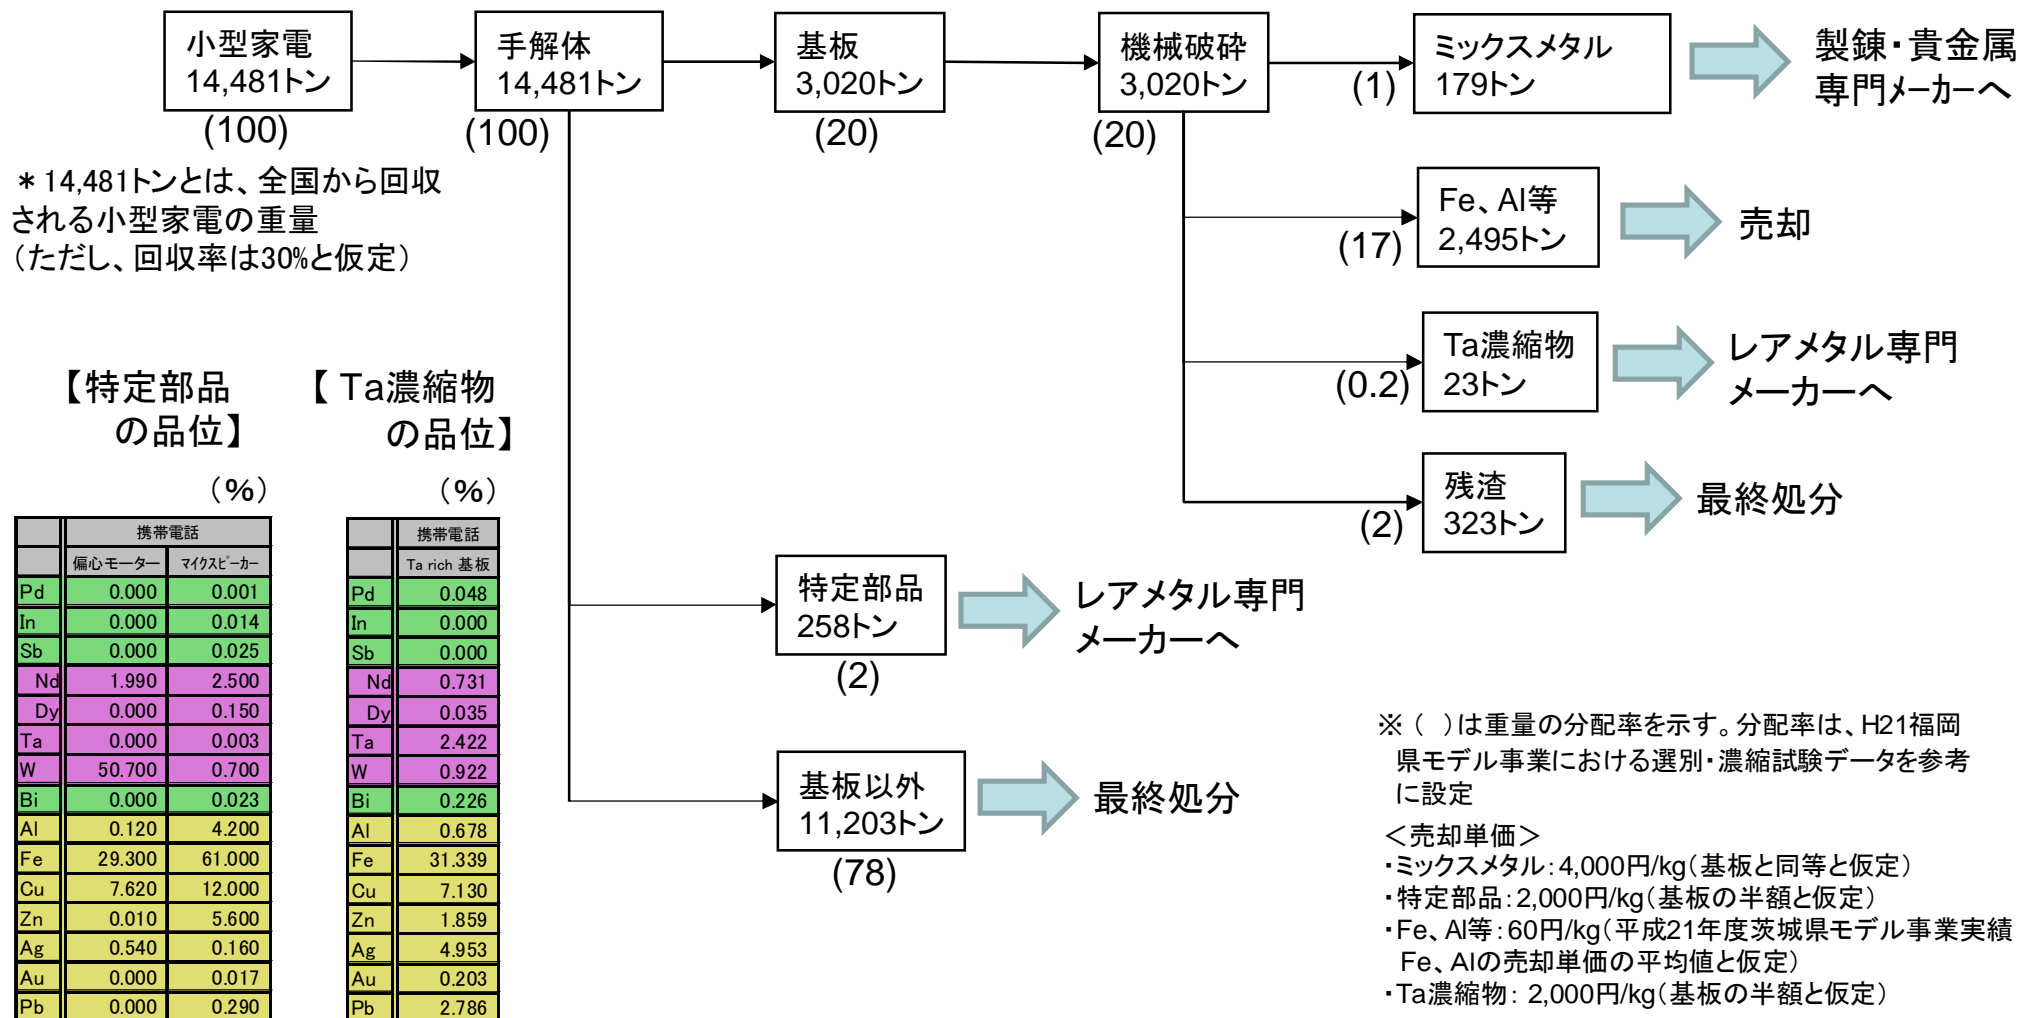 小型家電
14,481トン
(100)
手解体
14,481トン
(100)
基板
3,020トン
(20)
機械破砕
3,020トン
(20)
(1)
ミックスメタル
179トン
製錬・貴金属
専門メーカーへ
＊14,481トンとは、全国から回収
される小型家電の重量
（ただし、回収率は30%と仮定）
(17)
Fe、Al等
2,495トン
売却
(0.2)
Ta濃縮物
23トン
レアメタル専門
メーカーへ
(2)
残渣
323トン
最終処分
特定部品
258トン
(2)
レアメタル専門
メーカーへ
基板以外
11,203トン
(78)
最終処分
【特定部品
の品位】
（%）
携帯電話
偏心モーター マイクスピーカー
Pd 0.000 0.001
In 0.000 0.014
Sb 0.000 0.025
Nd 1.990 2.500
Dy 0.000 0.150
Ta 0.000 0.003
W 50.700 0.700
Bi 0.000 0.023
Al 0.120 4.200
Fe 29.300 61.000
Cu 7.620 12.000
Zn 0.010 5.600
Ag 0.540 0.160
Au 0.000 0.017
Pb 0.000 0.290
【 Ta濃縮物
の品位】
（%）
携帯電話
Ta rich 基板
Pd 0.048
In 0.000
Sb 0.000
Nd 0.731
Dy 0.035
Ta 2.422
W 0.922
Bi 0.226
Al 0.678
Fe 31.339
Cu 7.130
Zn 1.859
Ag 4.953
Au 0.203
Pb 2.786
※（ ）は重量の分配率を示す。分配率は、H21福岡
県モデル事業における選別・濃縮試験データを参考
に設定
＜売却単価＞
・ミックスメタル：4,000円/kg（基板と同等と仮定）
・特定部品：2,000円/kg（基板の半額と仮定）
・Fe、Al等：60円/kg（平成21年度茨城県モデル事業実績
Fe、Alの売却単価の平均値と仮定）
・Ta濃縮物： 2,000円/kg（基板の半額と仮定）